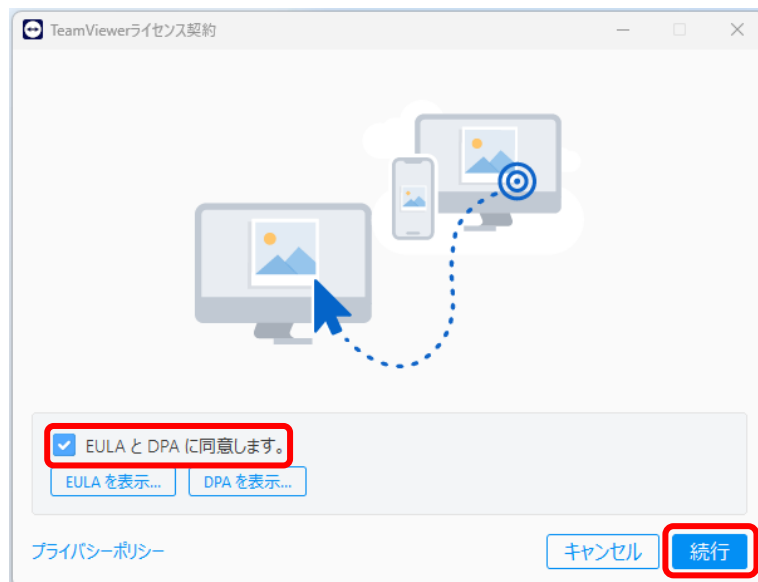 TeamViewerライセンス契約
EULA と DPA に同意します。
EULA を表示... DPA を表示...
プライバシーポリシー キャンセル 続行